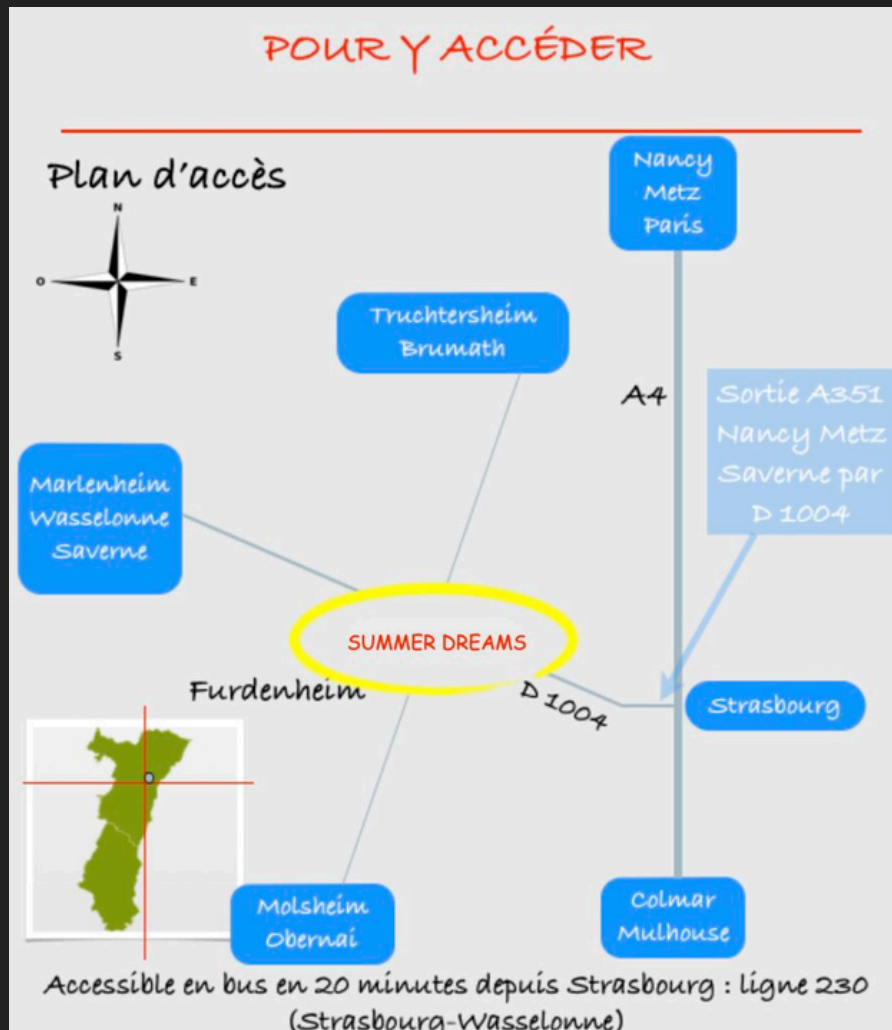 POUR Y ACCÉDER
Plan d'accès
N
O
E
S
Nancy
Metz
Paris
Truchtersheim
Brumath
A4
Sortie A351
Nancy Metz
Saverne par
D 1004
Marlenheim
Wasselonne
Saverne
SUMMER DREAMS
Furdenheim
D 1004
Strasbourg
Molsheim
Obernai
Colmar
Mulhouse
Accessible en bus en 20 minutes depuis Strasbourg : ligne 230
(Strasbourg-Wasselonne)